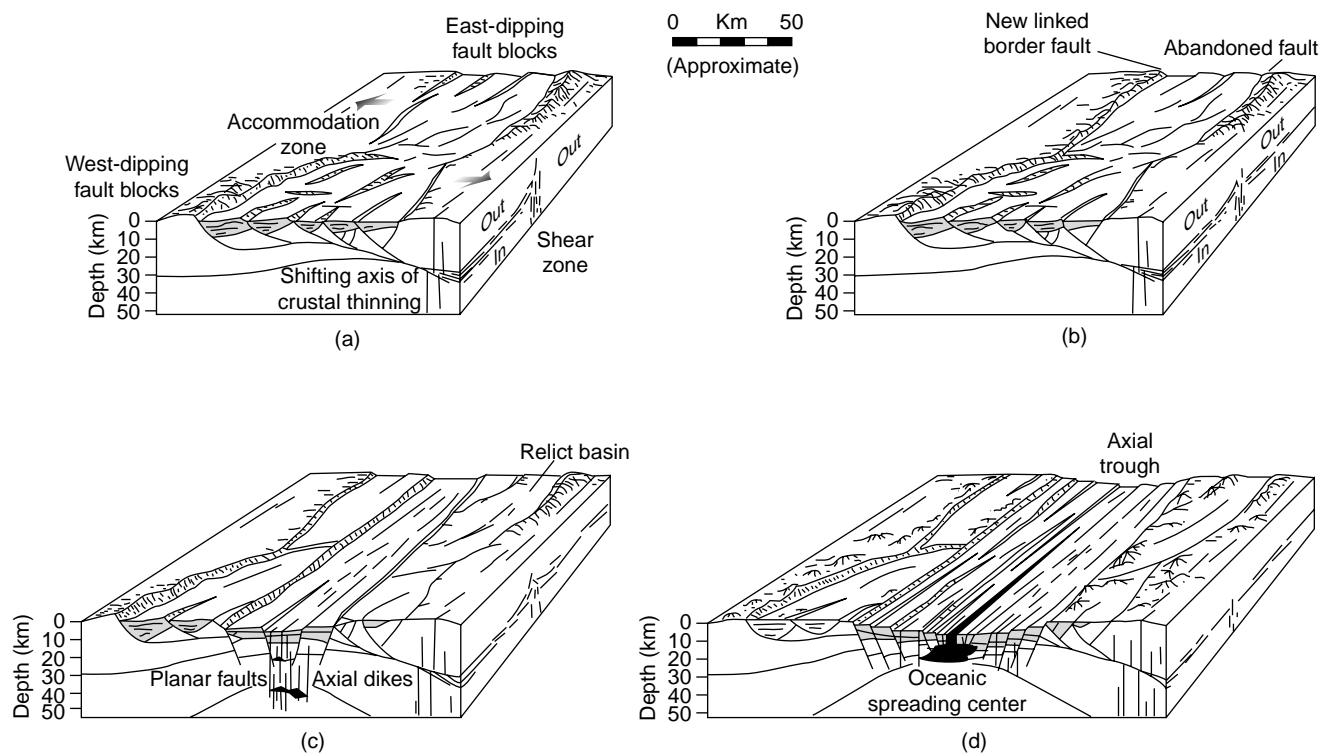 East-dipping
fault blocks
Accommodation
zone
West-dipping
fault blocks
Out
Out
In
Shear
zone
Shifting axis of
crustal thinning
0
10
20
30
40
50
Depth (km)
(a)
0 Km 50
(Approximate)
New linked
border fault
Abandoned fault
Out
In
Out
In
0
10
20
30
40
50
Depth (km)
(b)
Relict basin
Planar faults
Axial dikes
0
10
20
30
40
50
Depth (km)
(c)
Axial
trough
Oceanic
spreading center
0
10
20
30
40
50
Depth (km)
(d)